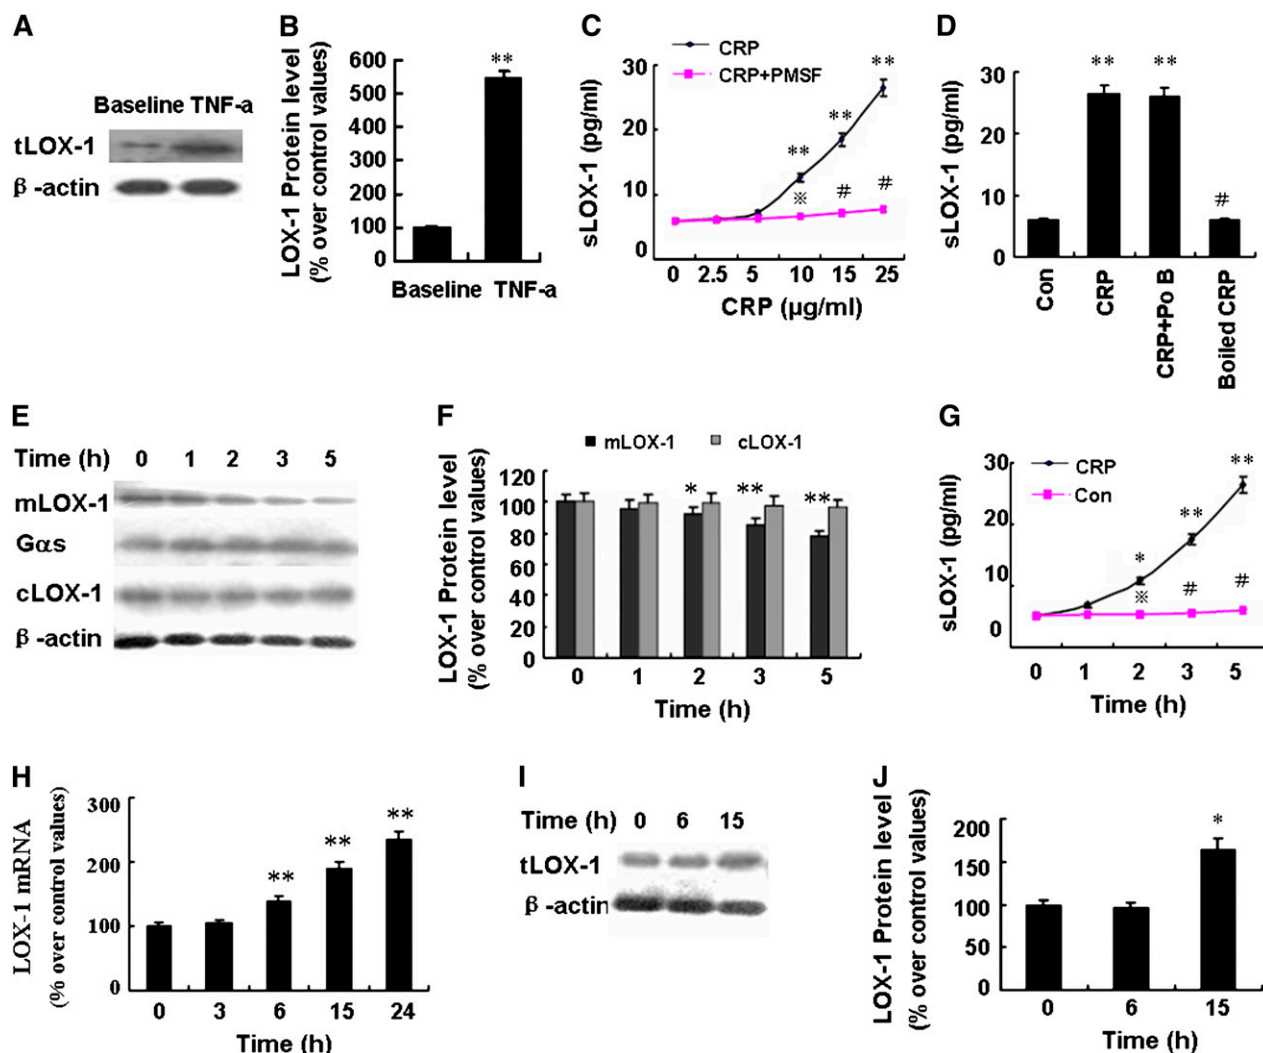 A
Baseline TNF-a
tLOX-1
β -actin
B
LOX-1 Protein level
(% over control values)
600
500
400
300
200
100
0
**
Baseline TNF-a
C
CRP
CRP+PMSF
sLOX-1 (pg/ml)
30
20
10
0
** ** **
※ # #
0 2.5 5 10 15 25
CRP (µg/ml)
D
sLOX-1 (pg/ml)
30
20
10
0
** ** #
Con
CRP
CRP+Po B
Boiled CRP
E
Time (h) 0 1 2 3 5
mLOX-1
Gαs
cLOX-1
β -actin
F
mLOX-1 cLOX-1
LOX-1 Protein level
(% over control values)
120
100
80
60
40
20
0
* ** **
0 1 2 3 5
Time (h)
G
CRP
Con
sLOX-1 (pg/ml)
30
20
10
0
* ** **
※ # #
0 1 2 3 5
Time (h)
H
LOX-1 mRNA
(% over control values)
300
200
100
0
** ** **
0 3 6 15 24
Time (h)
I
Time (h) 0 6 15
tLOX-1
β -actin
J
LOX-1 Protein level
(% over control values)
200
150
100
50
0
*
0 6 15
Time (h)